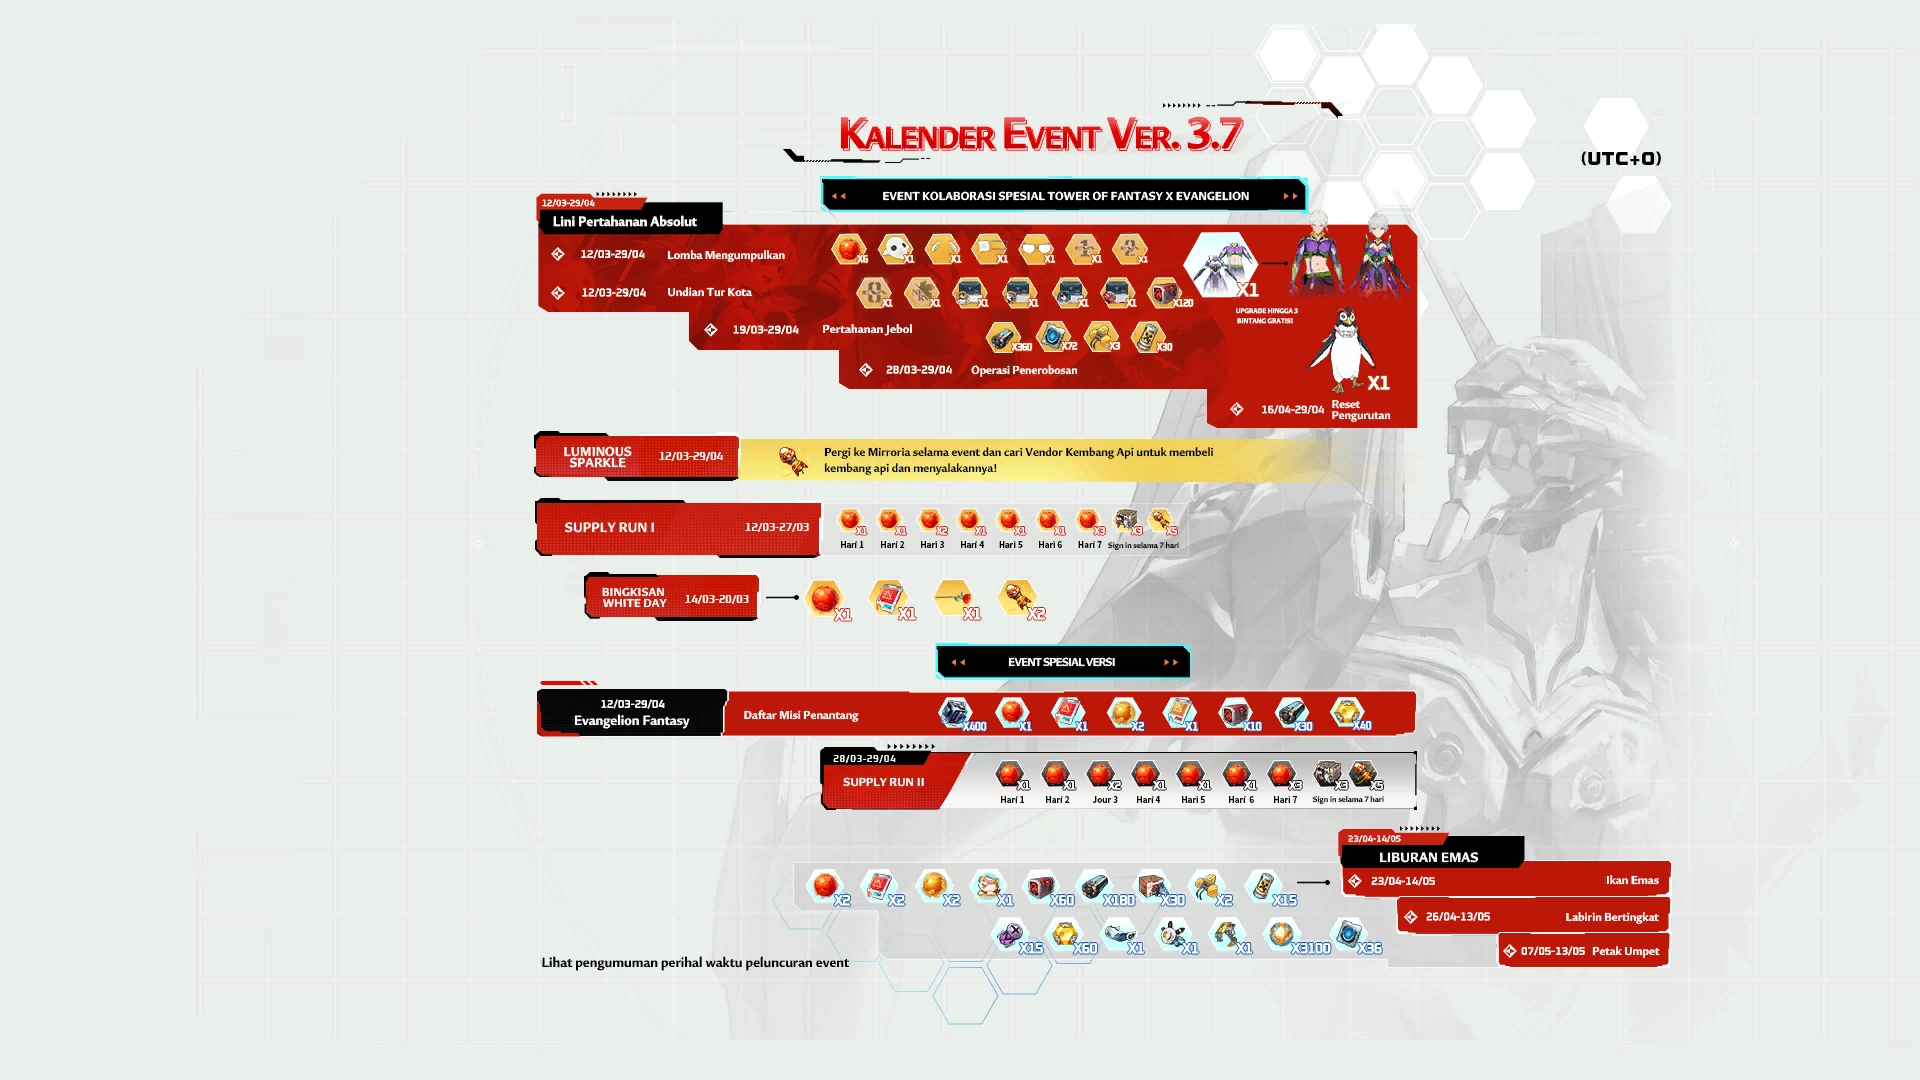 KALENDER EVENT VER. 3.7
(UTC+0)
EVENT KOLABORASI SPESIAL TOWER OF FANTASY X EVANGELION
12/03-29/04
Lini Pertahanan Absolut
12/03-29/04 Lomba Mengumpulkan
X6 X1 X1 X1 X1 X1 X1
12/03-29/04 Undian Tur Kota
X1 X1 X1 X1 X1 X1 X120
X1
UPGRADE HINGGA 3
BINTANG GRATIS!
19/03-29/04 Pertahanan Jebol
X360 X72 X3 X30
28/03-29/04 Operasi Penerobosan
X1
16/04-29/04 Reset
Pengurutan
LUMINOUS
SPARKLE
12/03-29/04
Pergi ke Mirroria selama event dan cari Vendor Kembang Api untuk membeli
kembang api dan menyalakannya!
SUPPLY RUN I 12/03-27/03
X1 X1 X2 X1 X1 X1 X3 X3 X5
Hari 1 Hari 2 Hari 3 Hari 4 Hari 5 Hari 6 Hari 7 Sign in selama 7 hari
BINGKISAN
WHITE DAY
14/03-20/03
X1 X1 X1 X2
EVENT SPESIAL VERSI
12/03-29/04
Evangelion Fantasy
Daftar Misi Penantang
X400 X1 X1 X2 X1 X10 X30 X40
28/03-29/04
SUPPLY RUN II
X1 X1 X2 X1 X1 X1 X3 X3 X5
Hari 1 Hari 2 Jour 3 Hari 4 Hari 5 Hari 6 Hari 7 Sign in selama 7 hari
23/04-14/05
LIBURAN EMAS
23/04-14/05 Ikan Emas
X2 X2 X2 X1 X60 X180 X30 X2 X15
26/04-13/05 Labirin Bertingkat
X15 X60 X1 X1 X1 X3100 X36
07/05-13/05 Petak Umpet
Lihat pengumuman perihal waktu peluncuran event